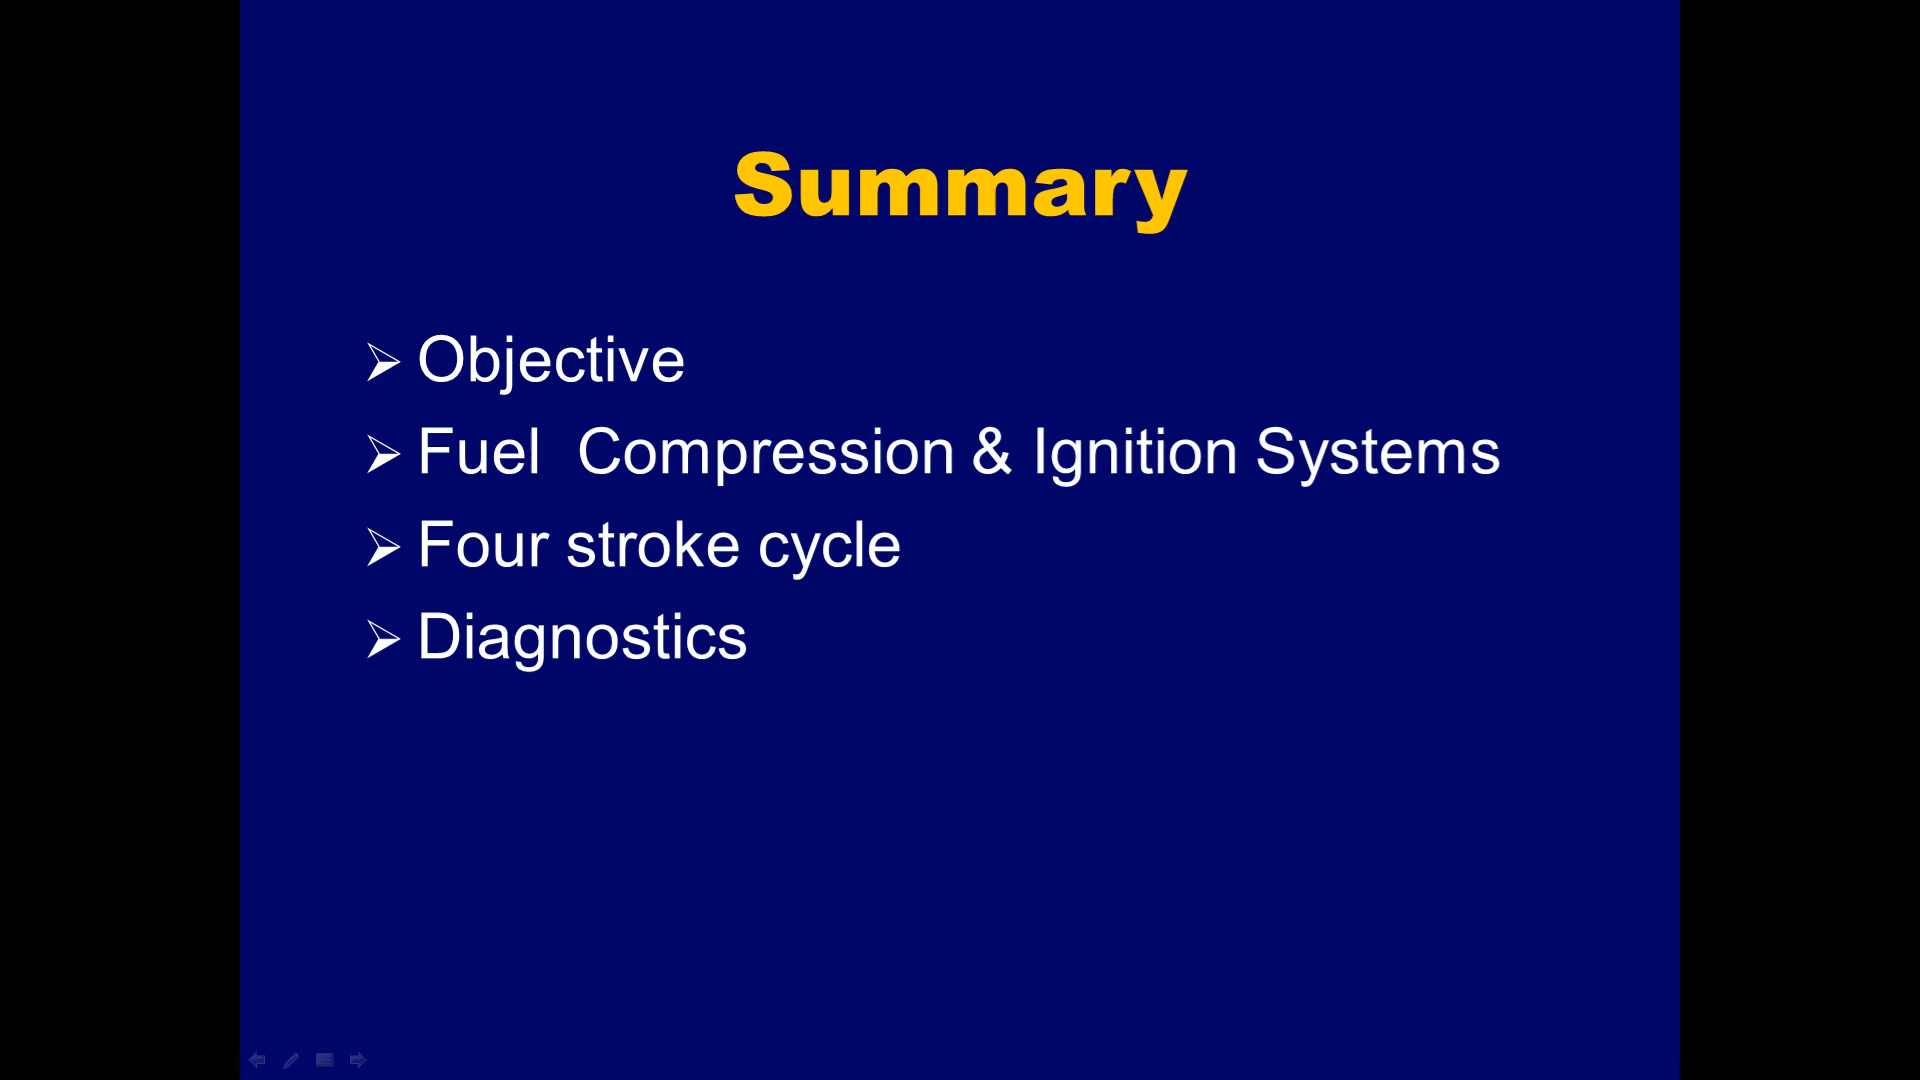 Summary
➢ Objective
➢ Fuel  Compression & Ignition Systems
➢ Four stroke cycle
➢ Diagnostics